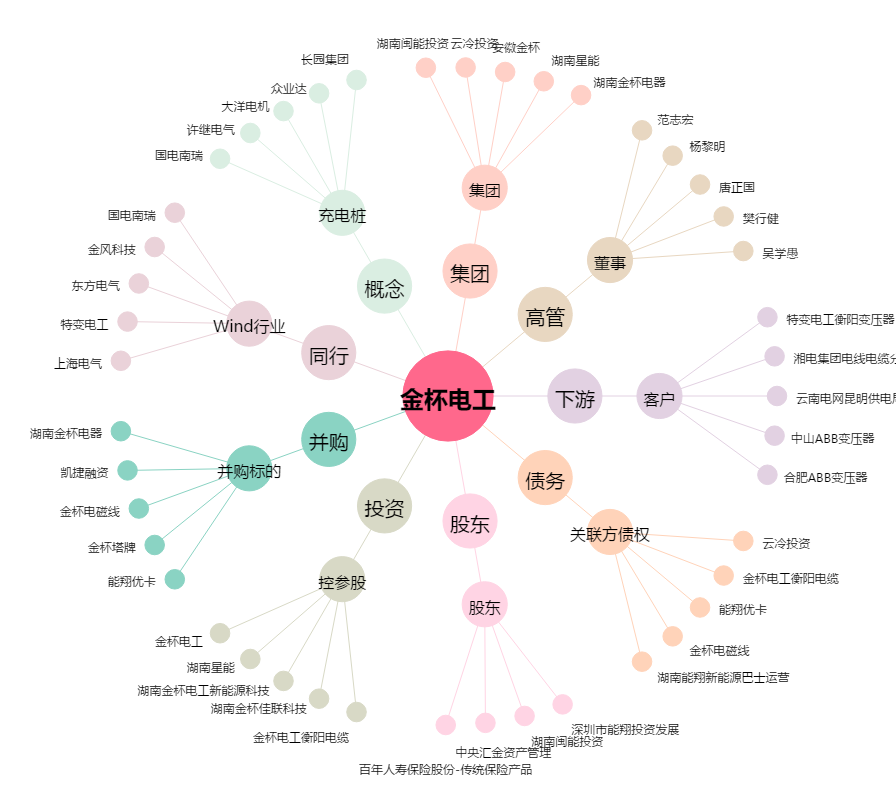 金杯电工
集团
集团
湖南闽能投资
云冷投资
安徽金杯
湖南星能
湖南金杯电器
高管
董事
范志宏
杨黎明
唐正国
樊行健
吴学愚
下游
客户
特变电工衡阳变压器
湘电集团电线电缆分
云南电网昆明供电局
中山ABB变压器
合肥ABB变压器
债务
关联方债权
云冷投资
金杯电工衡阳电缆
能翔优卡
金杯电磁线
湖南能翔新能源巴士运营
股东
股东
深圳市能翔投资发展
湖南闽能投资
中央汇金资产管理
百年人寿保险股份-传统保险产品
投资
控参股
金杯电工衡阳电缆
湖南金杯佳联科技
湖南金杯电工新能源科技
湖南星能
金杯电工
并购
并购标的
能翔优卡
金杯塔牌
金杯电磁线
凯捷融资
湖南金杯电器
同行
Wind行业
上海电气
特变电工
东方电气
金风科技
国电南瑞
概念
充电桩
国电南瑞
许继电气
大洋电机
众业达
长园集团